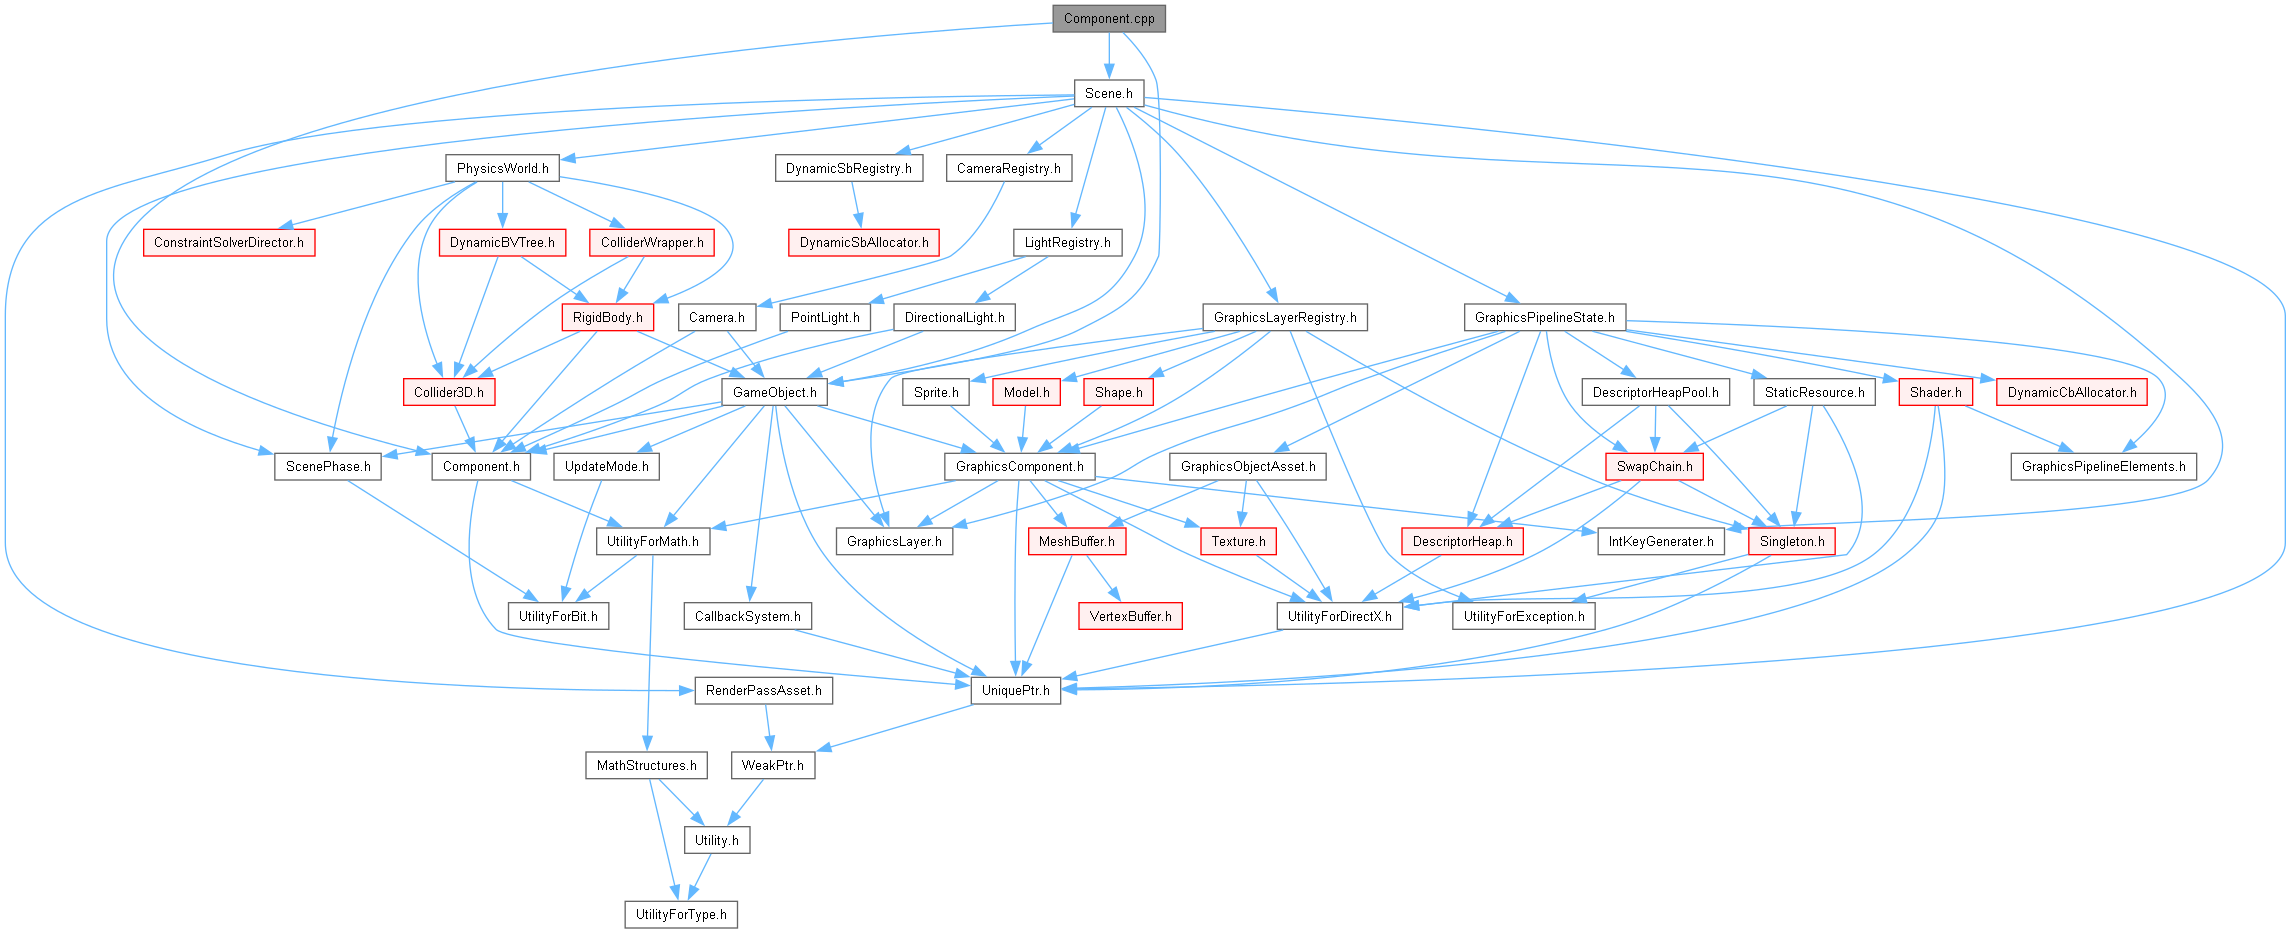 Component.cpp
Scene.h
PhysicsWorld.h
DynamicSbRegistry.h
CameraRegistry.h
ConstraintSolverDirector.h
DynamicBVTree.h
ColliderWrapper.h
DynamicSbAllocator.h
LightRegistry.h
RigidBody.h
Camera.h
PointLight.h
DirectionalLight.h
GraphicsLayerRegistry.h
GraphicsPipelineState.h
Collider3D.h
GameObject.h
Sprite.h
Model.h
Shape.h
DescriptorHeapPool.h
StaticResource.h
Shader.h
DynamicCbAllocator.h
ScenePhase.h
Component.h
UpdateMode.h
GraphicsComponent.h
GraphicsObjectAsset.h
SwapChain.h
GraphicsPipelineElements.h
UtilityForMath.h
GraphicsLayer.h
MeshBuffer.h
Texture.h
DescriptorHeap.h
IntKeyGenerater.h
Singleton.h
UtilityForBit.h
CallbackSystem.h
VertexBuffer.h
UtilityForDirectX.h
UtilityForException.h
RenderPassAsset.h
UniquePtr.h
MathStructures.h
WeakPtr.h
Utility.h
UtilityForType.h